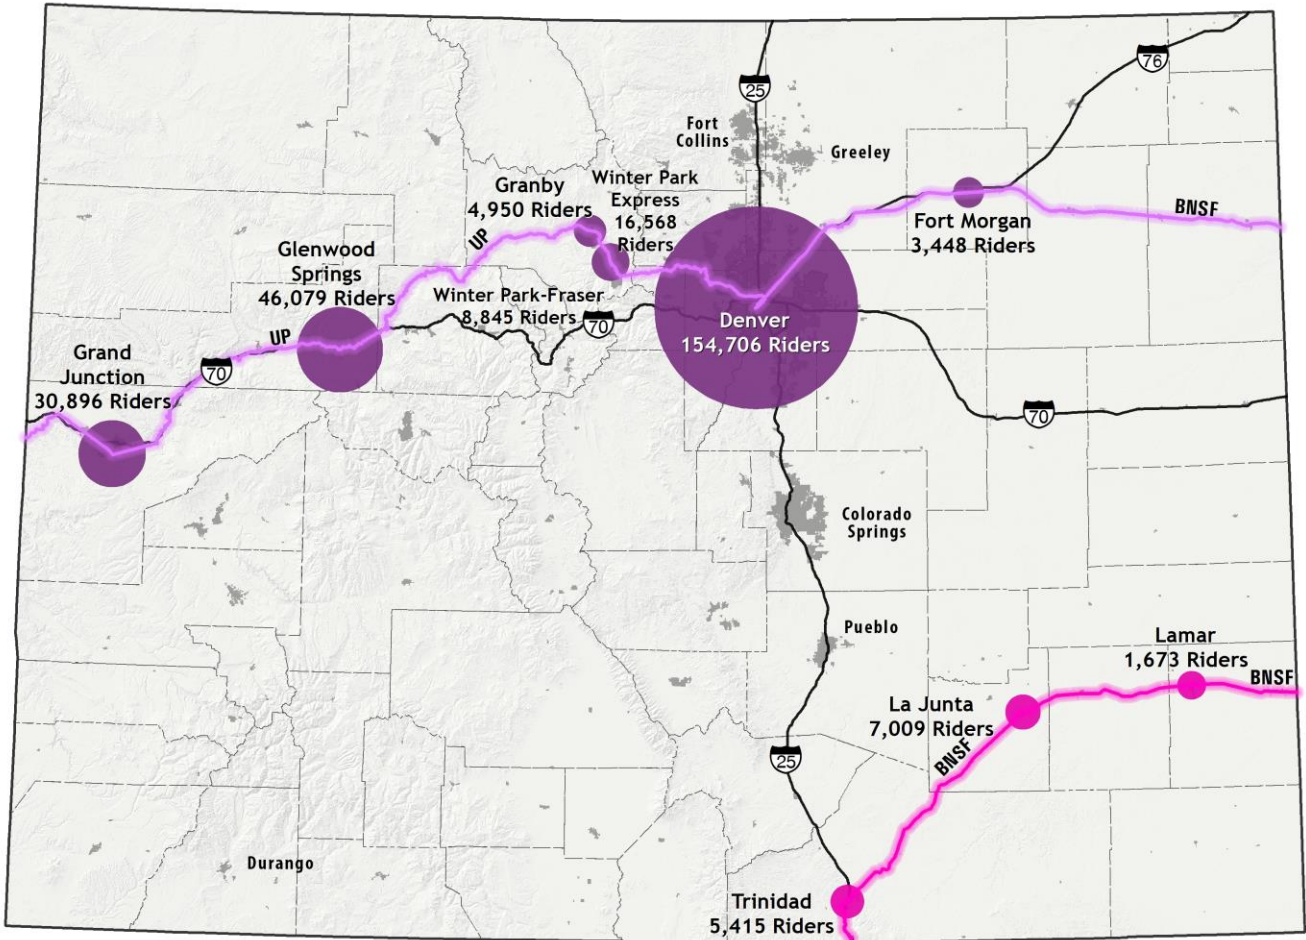 76
25
Fort
Collins
Greeley
Winter Park
Express
16,568
Riders
Granby
4,950 Riders
BNSF
Fort Morgan
3,448 Riders
UP
Glenwood
Springs
46,079 Riders
Winter Park-Fraser
8,845 Riders
70
Denver
154,706 Riders
UP
Grand
Junction
30,896 Riders
70
70
Colorado
Springs
Pueblo
Lamar
1,673 Riders
BNSF
La Junta
7,009 Riders
BNSF
25
Durango
Trinidad
5,415 Riders